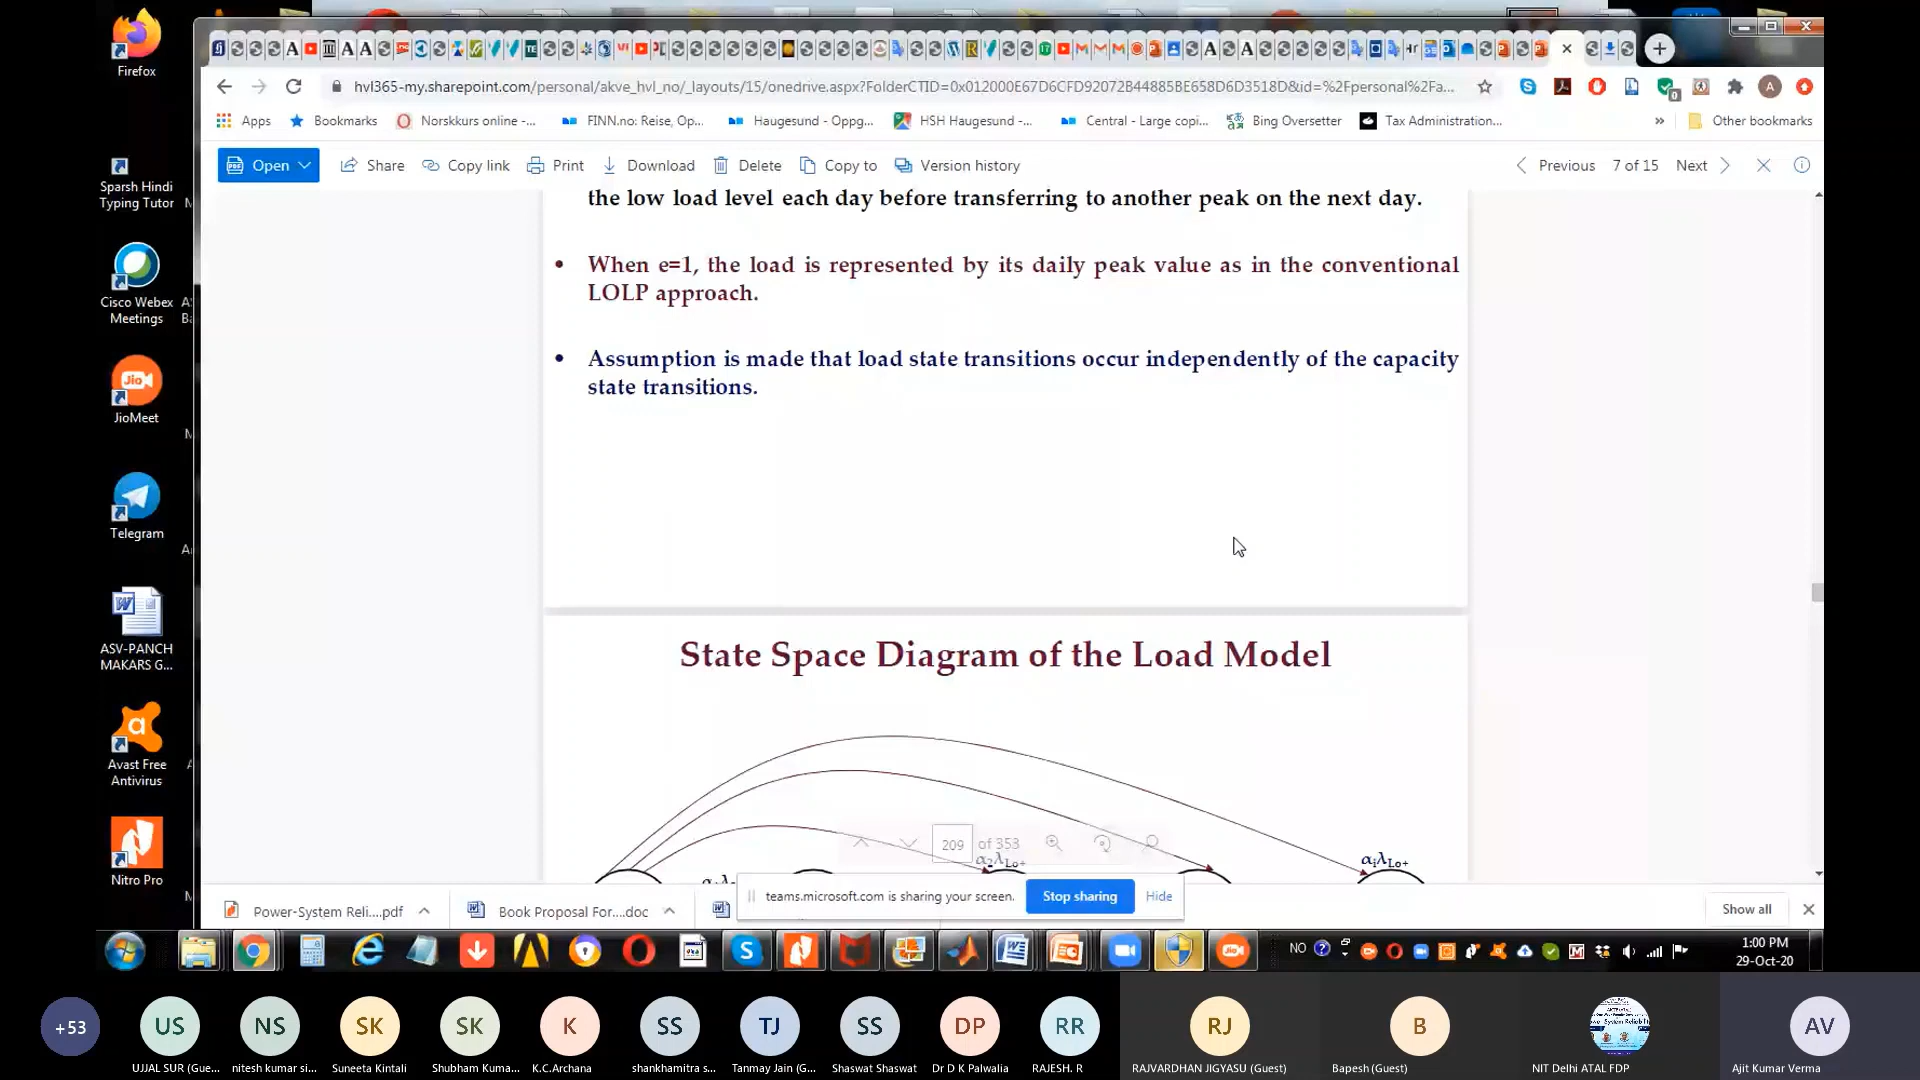 Firefox
hvl365-my.sharepoint.com/personal/akve_hvl_no/_layouts/15/onedrive.aspx?FolderCTID=0x012000E67D6CFD92072B44885BE658D6D3518D&id=%2Fpersonal%2Fa...
Apps Bookmarks Norskkurs online -... FINN.no: Reise, Op... Haugesund - Oppg... HSH Haugesund -... Central - Large copi... Bing Oversetter Tax Administration... » Other bookmarks
Open Share Copy link Print Download Delete Copy to Version history Previous 7 of 15 Next
Sparsh Hindi
Typing Tutor
the low load level each day before transferring to another peak on the next day.
• When e=1, the load is represented by its daily peak value as in the conventional
LOLP approach.
Cisco Webex
Meetings
• Assumption is made that load state transitions occur independently of the capacity
state transitions.
JioMeet
Telegram
ASV-PANCH
MAKARS G...
State Space Diagram of the Load Model
Avast Free
Antivirus
209 of 353
α₂λLo+
αᵢλLo+
Nitro Pro
teams.microsoft.com is sharing your screen. Stop sharing Hide
Power-System Reli....pdf Book Proposal For....doc Show all
NO
1:00 PM
29-Oct-20
+53 US NS SK SK K SS TJ SS DP RR RJ B AV
UJJAL SUR (Gue... nitesh kumar si... Suneeta Kintali Shubham Kuma... K.C.Archana shankhamitra s... Tanmay Jain (G... Shaswat Shaswat Dr D K Palwalia RAJESH. R RAJVARDHAN JIGYASU (Guest) Bapesh (Guest) NIT Delhi ATAL FDP Ajit Kumar Verma